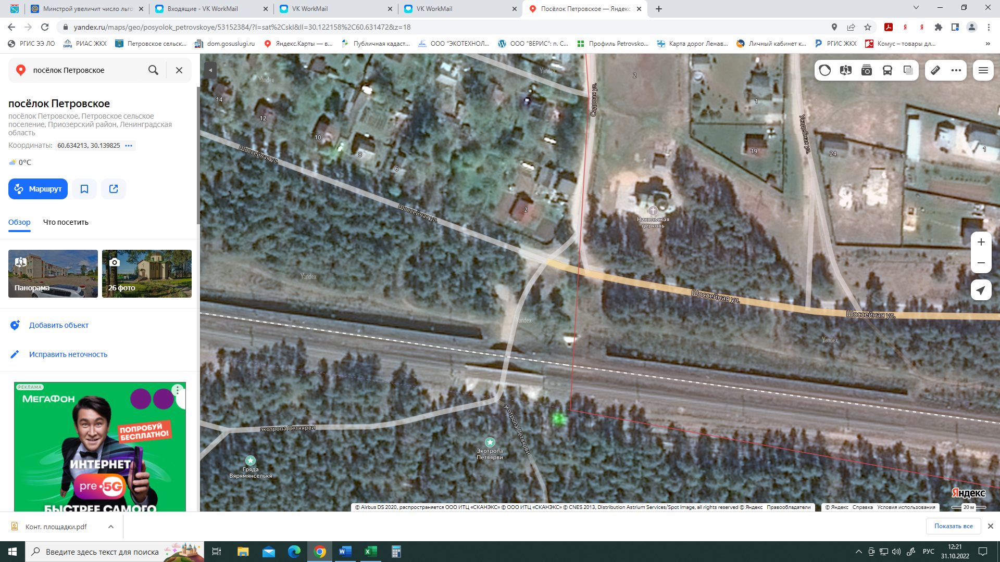 Минстрой увеличит число льго
Входящие - VK WorkMail
VK WorkMail
VK WorkMail
Посёлок Петровское — Яндекс
yandex.ru/maps/geo/posyolok_petrovskoye/53152384/?l=sat%2Cskl&ll=30.122158%2C60.631472&z=18
РГИС ЭЭ ЛО
РИАС ЖКХ
Петровское сельск...
dom.gosuslugi.ru
Яндекс.Карты — в...
Публичная кадаст...
ООО "ЭКОТЕХНОЛ...
ООО "ВЕРИС": п. С...
Профиль Petrovsko...
Карта дорог Ленав...
Личный кабинет к...
РГИС ЖКХ
Комус – товары дл...
посёлок Петровское
посёлок Петровское
посёлок Петровское, Петровское сельское
поселение, Приозерский район, Ленинградская
область
Координаты: 60.634213, 30.139825
0°C
Маршрут
Обзор
Что посетить
Панорама
26 фото
Добавить объект
Исправить неточность
РЕКЛАМА
МЕГАФОН
ПОПРОБУЙ
БЕСПЛАТНО!
ИНТЕРНЕТ
pre 5G
БЫСТРЕЕ САМОГО
Yandex
Yandex
14
12
10
8
6
2
2
1
19
24
1
Садовая ул.
Усадебная ул.
Шоссейная ул.
Шоссейная ул.
Никольская
церковь
Yandex
Шоссейная ул.
Шоссейная ул.
Yandex
Yandex
экотропа Петяярви
экотропа Петяярви
Экотропа
Петяярви
Гряда
Вярямянселькя
Яндекс
© Airbus DS 2020, распространяется ООО ИТЦ «СКАНЭКС» © ООО ИТЦ «СКАНЭКС» © CNES 2013, Distribution Astrium Services/Spot Image, all rights reserved © Яндекс Правообладатели
© Яндекс Справка Условия использования
20 м
Конт. площадки.pdf
Показать все
Введите здесь текст для поиска
РУС
12:21
31.10.2022